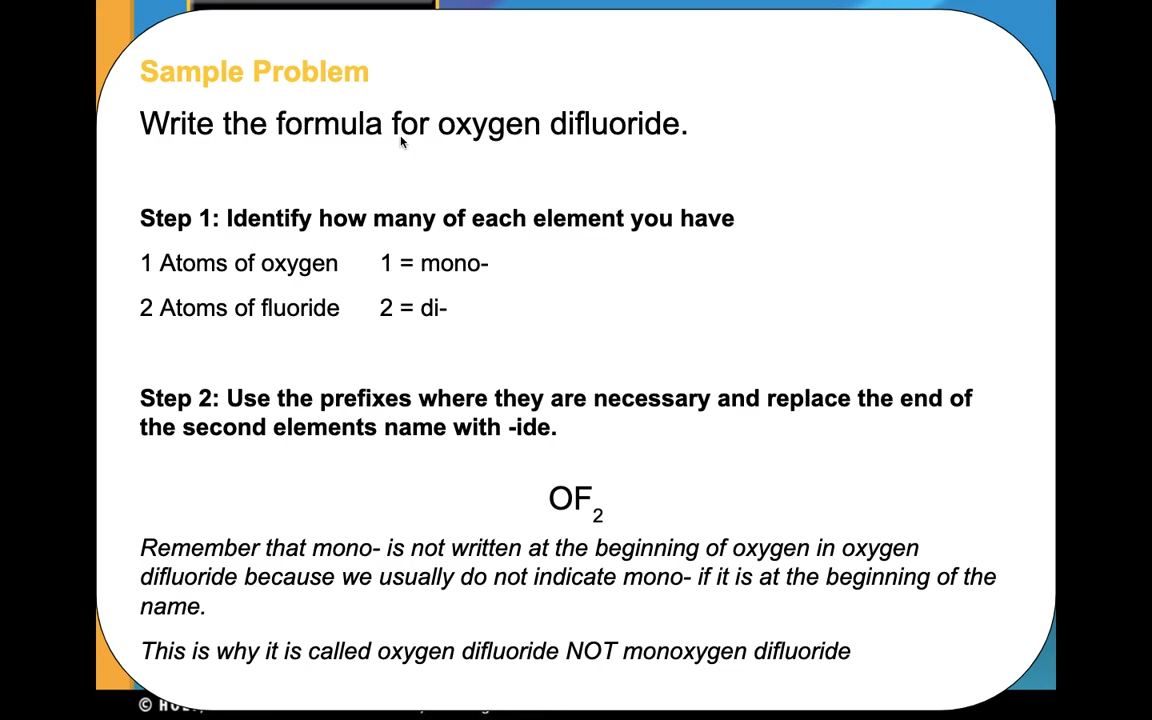 Sample Problem
Write the formula for oxygen difluoride.
Step 1: Identify how many of each element you have
1 Atoms of oxygen 1 = mono-
2 Atoms of fluoride 2 = di-
Step 2: Use the prefixes where they are necessary and replace the end of
the second elements name with -ide.
OF₂
Remember that mono- is not written at the beginning of oxygen in oxygen
difluoride because we usually do not indicate mono- if it is at the beginning of the
name.
This is why it is called oxygen difluoride NOT monoxygen difluoride
©